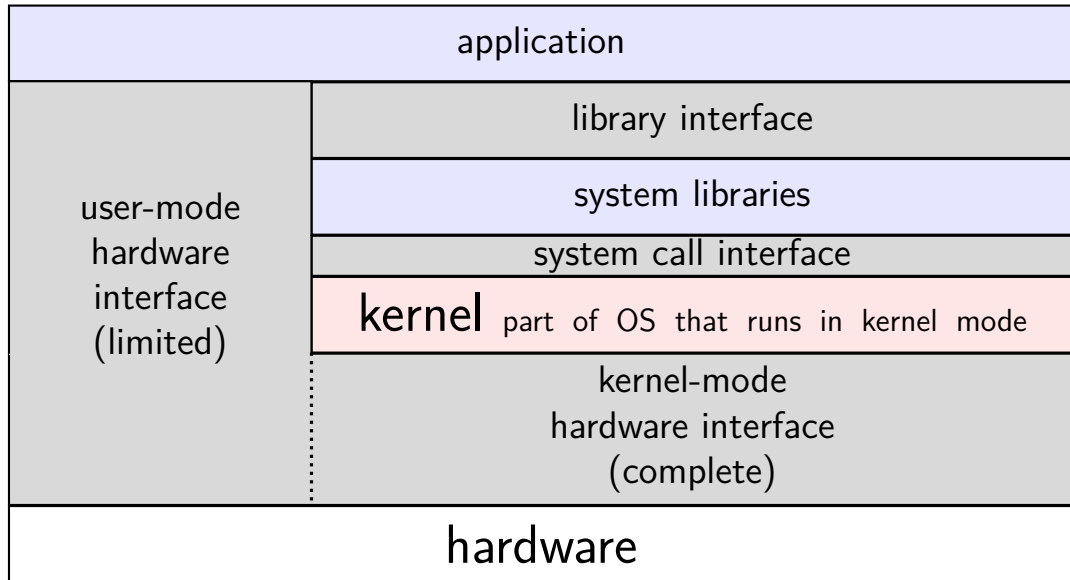 application
library interface
system libraries
user-mode
hardware
interface
(limited)
system call interface
kernel part of OS that runs in kernel mode
kernel-mode
hardware interface
(complete)
hardware